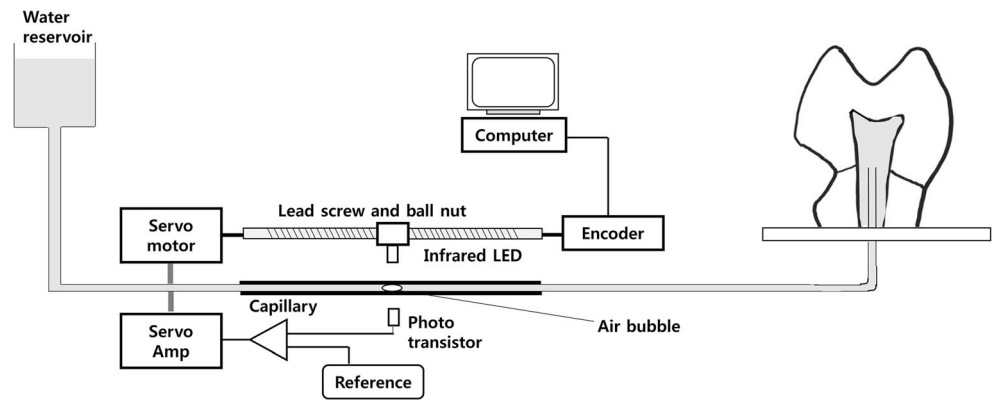 Water
reservoir
Computer
Lead screw and ball nut
Servo
motor
Encoder
Infrared LED
Capillary
Photo
transistor
Air bubble
Servo
Amp
Reference